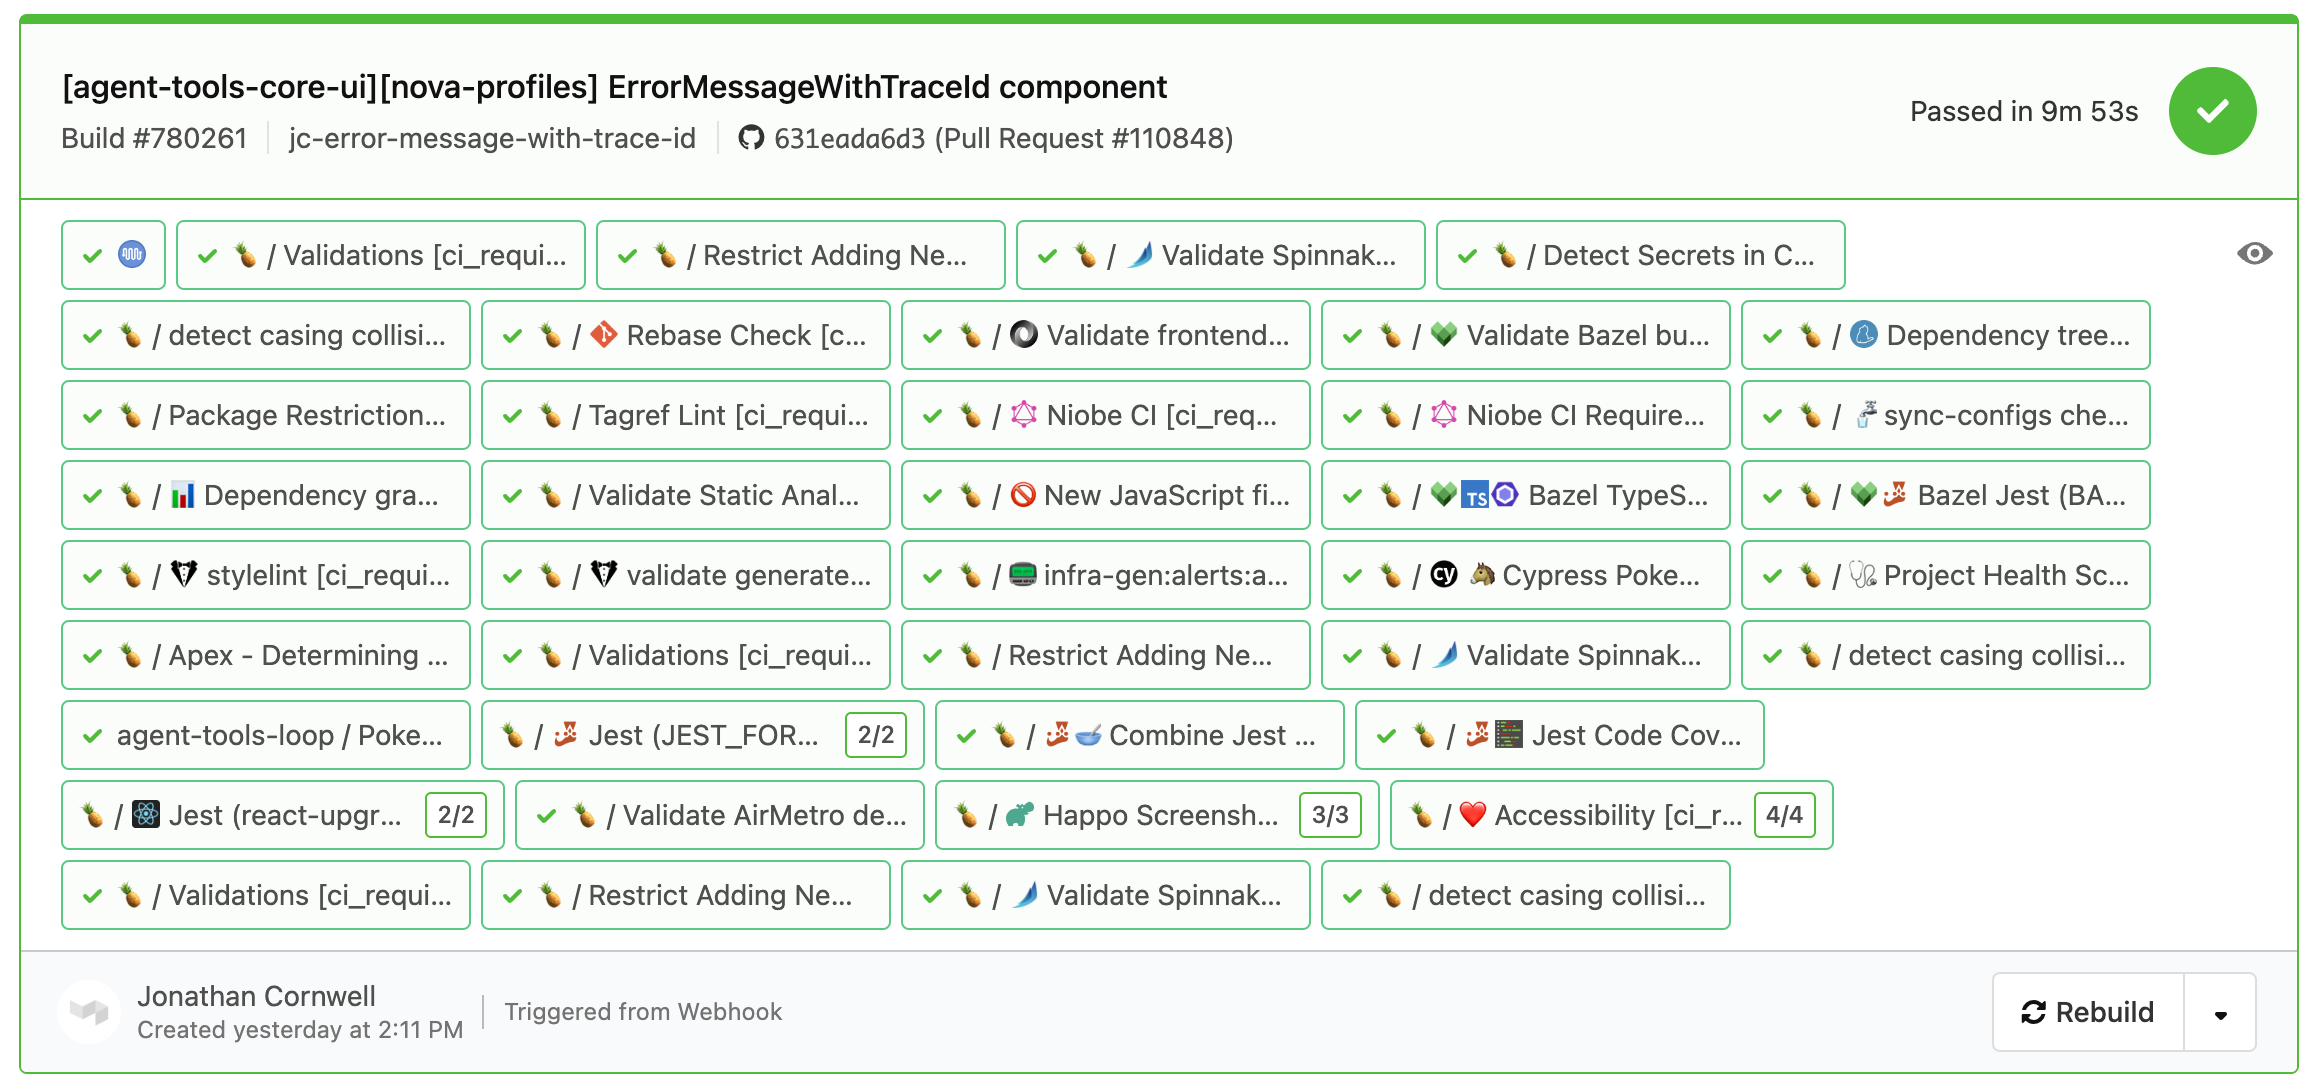 [agent-tools-core-ui][nova-profiles] ErrorMessageWithTraceId component
Build #780261 jc-error-message-with-trace-id 631eada6d3 (Pull Request #110848)
Passed in 9m 53s
/ Validations [ci_requi... / Restrict Adding Ne... / Validate Spinnak... / Detect Secrets in C...
/ detect casing collisi... / Rebase Check [c... / Validate frontend... / Validate Bazel bu... / Dependency tree...
/ Package Restriction... / Tagref Lint [ci_requi... / Niobe CI [ci_req... / Niobe CI Require... / sync-configs che...
/ Dependency gra... / Validate Static Anal... / New JavaScript fi... / TS Bazel TypeS... / Bazel Jest (BA...
/ stylelint [ci_requi... / validate generate... / infra-gen:alerts:a... / cy Cypress Poke... / Project Health Sc...
/ Apex - Determining ... / Validations [ci_requi... / Restrict Adding Ne... / Validate Spinnak... / detect casing collisi...
agent-tools-loop / Poke... / Jest (JEST_FOR... 2/2 / Combine Jest ... / Jest Code Cov...
/ Jest (react-upgr... 2/2 / Validate AirMetro de... / Happo Screensh... 3/3 / Accessibility [ci_r... 4/4
/ Validations [ci_requi... / Restrict Adding Ne... / Validate Spinnak... / detect casing collisi...
Jonathan Cornwell
Created yesterday at 2:11 PM
Triggered from Webhook
Rebuild